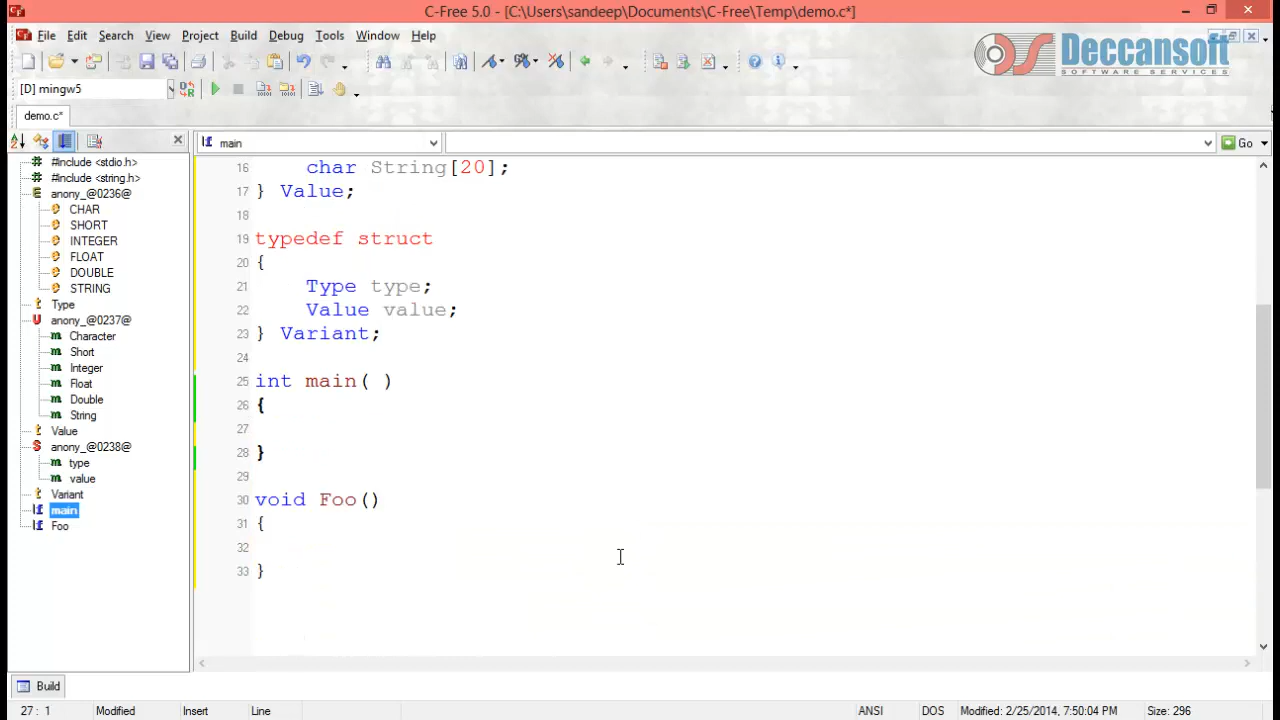 C-Free 5.0 - [C:\Users\sandeep\Documents\C-Free\Temp\demo.c*]
File Edit Search View Project Build Debug Tools Window Help
Deccansoft
SOFTWARE SERVICES
[D] mingw5
demo.c*
main
Go
#include <stdio.h>
#include <string.h>
anony_@0236@
CHAR
SHORT
INTEGER
FLOAT
DOUBLE
STRING
Type
anony_@0237@
Character
Short
Integer
Float
Double
String
Value
anony_@0238@
type
value
Variant
main
Foo
16 char String[20];
17 } Value;
18
19 typedef struct
20 {
21 Type type;
22 Value value;
23 } Variant;
24
25 int main( )
26 {
27
28 }
29
30 void Foo()
31 {
32
33 }
Build
27 : 1 Modified Insert Line ANSI DOS Modified: 2/25/2014, 7:50:04 PM Size: 296